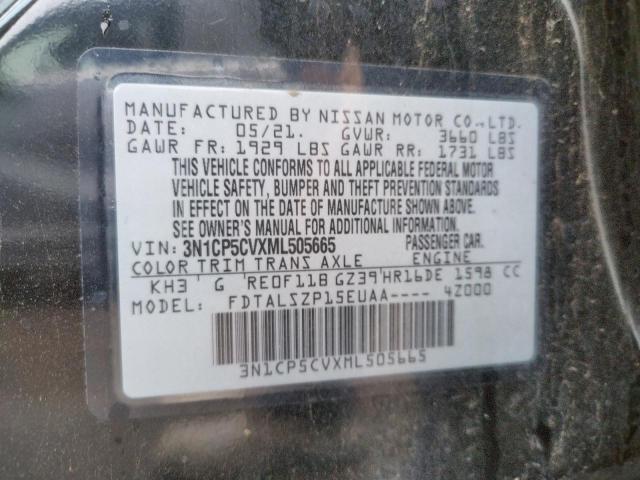 MANUFACTURED BY NISSAN MOTOR CO.,LTD.
DATE: 05/21. GVWR: 3660 LBS
GAWR FR: 1929 LBS GAWR RR: 1731 LBS
THIS VEHICLE CONFORMS TO ALL APPLICABLE FEDERAL MOTOR
VEHICLE SAFETY, BUMPER AND THEFT PREVENTION STANDARDS
IN EFFECT ON THE DATE OF MANUFACTURE SHOWN ABOVE.
SEE OWNER'S MANUAL FOR ADDITIONAL INFORMATION.
VIN: 3N1CP5CVXML505665 PASSENGER CAR.
COLOR TRIM TRANS AXLE ENGINE
KH3 G RE0F11B GZ39 HR16DE 1598 CC
MODEL: FDTALSZP15EUAA---- 4Z000
3N1CP5CVXML505665